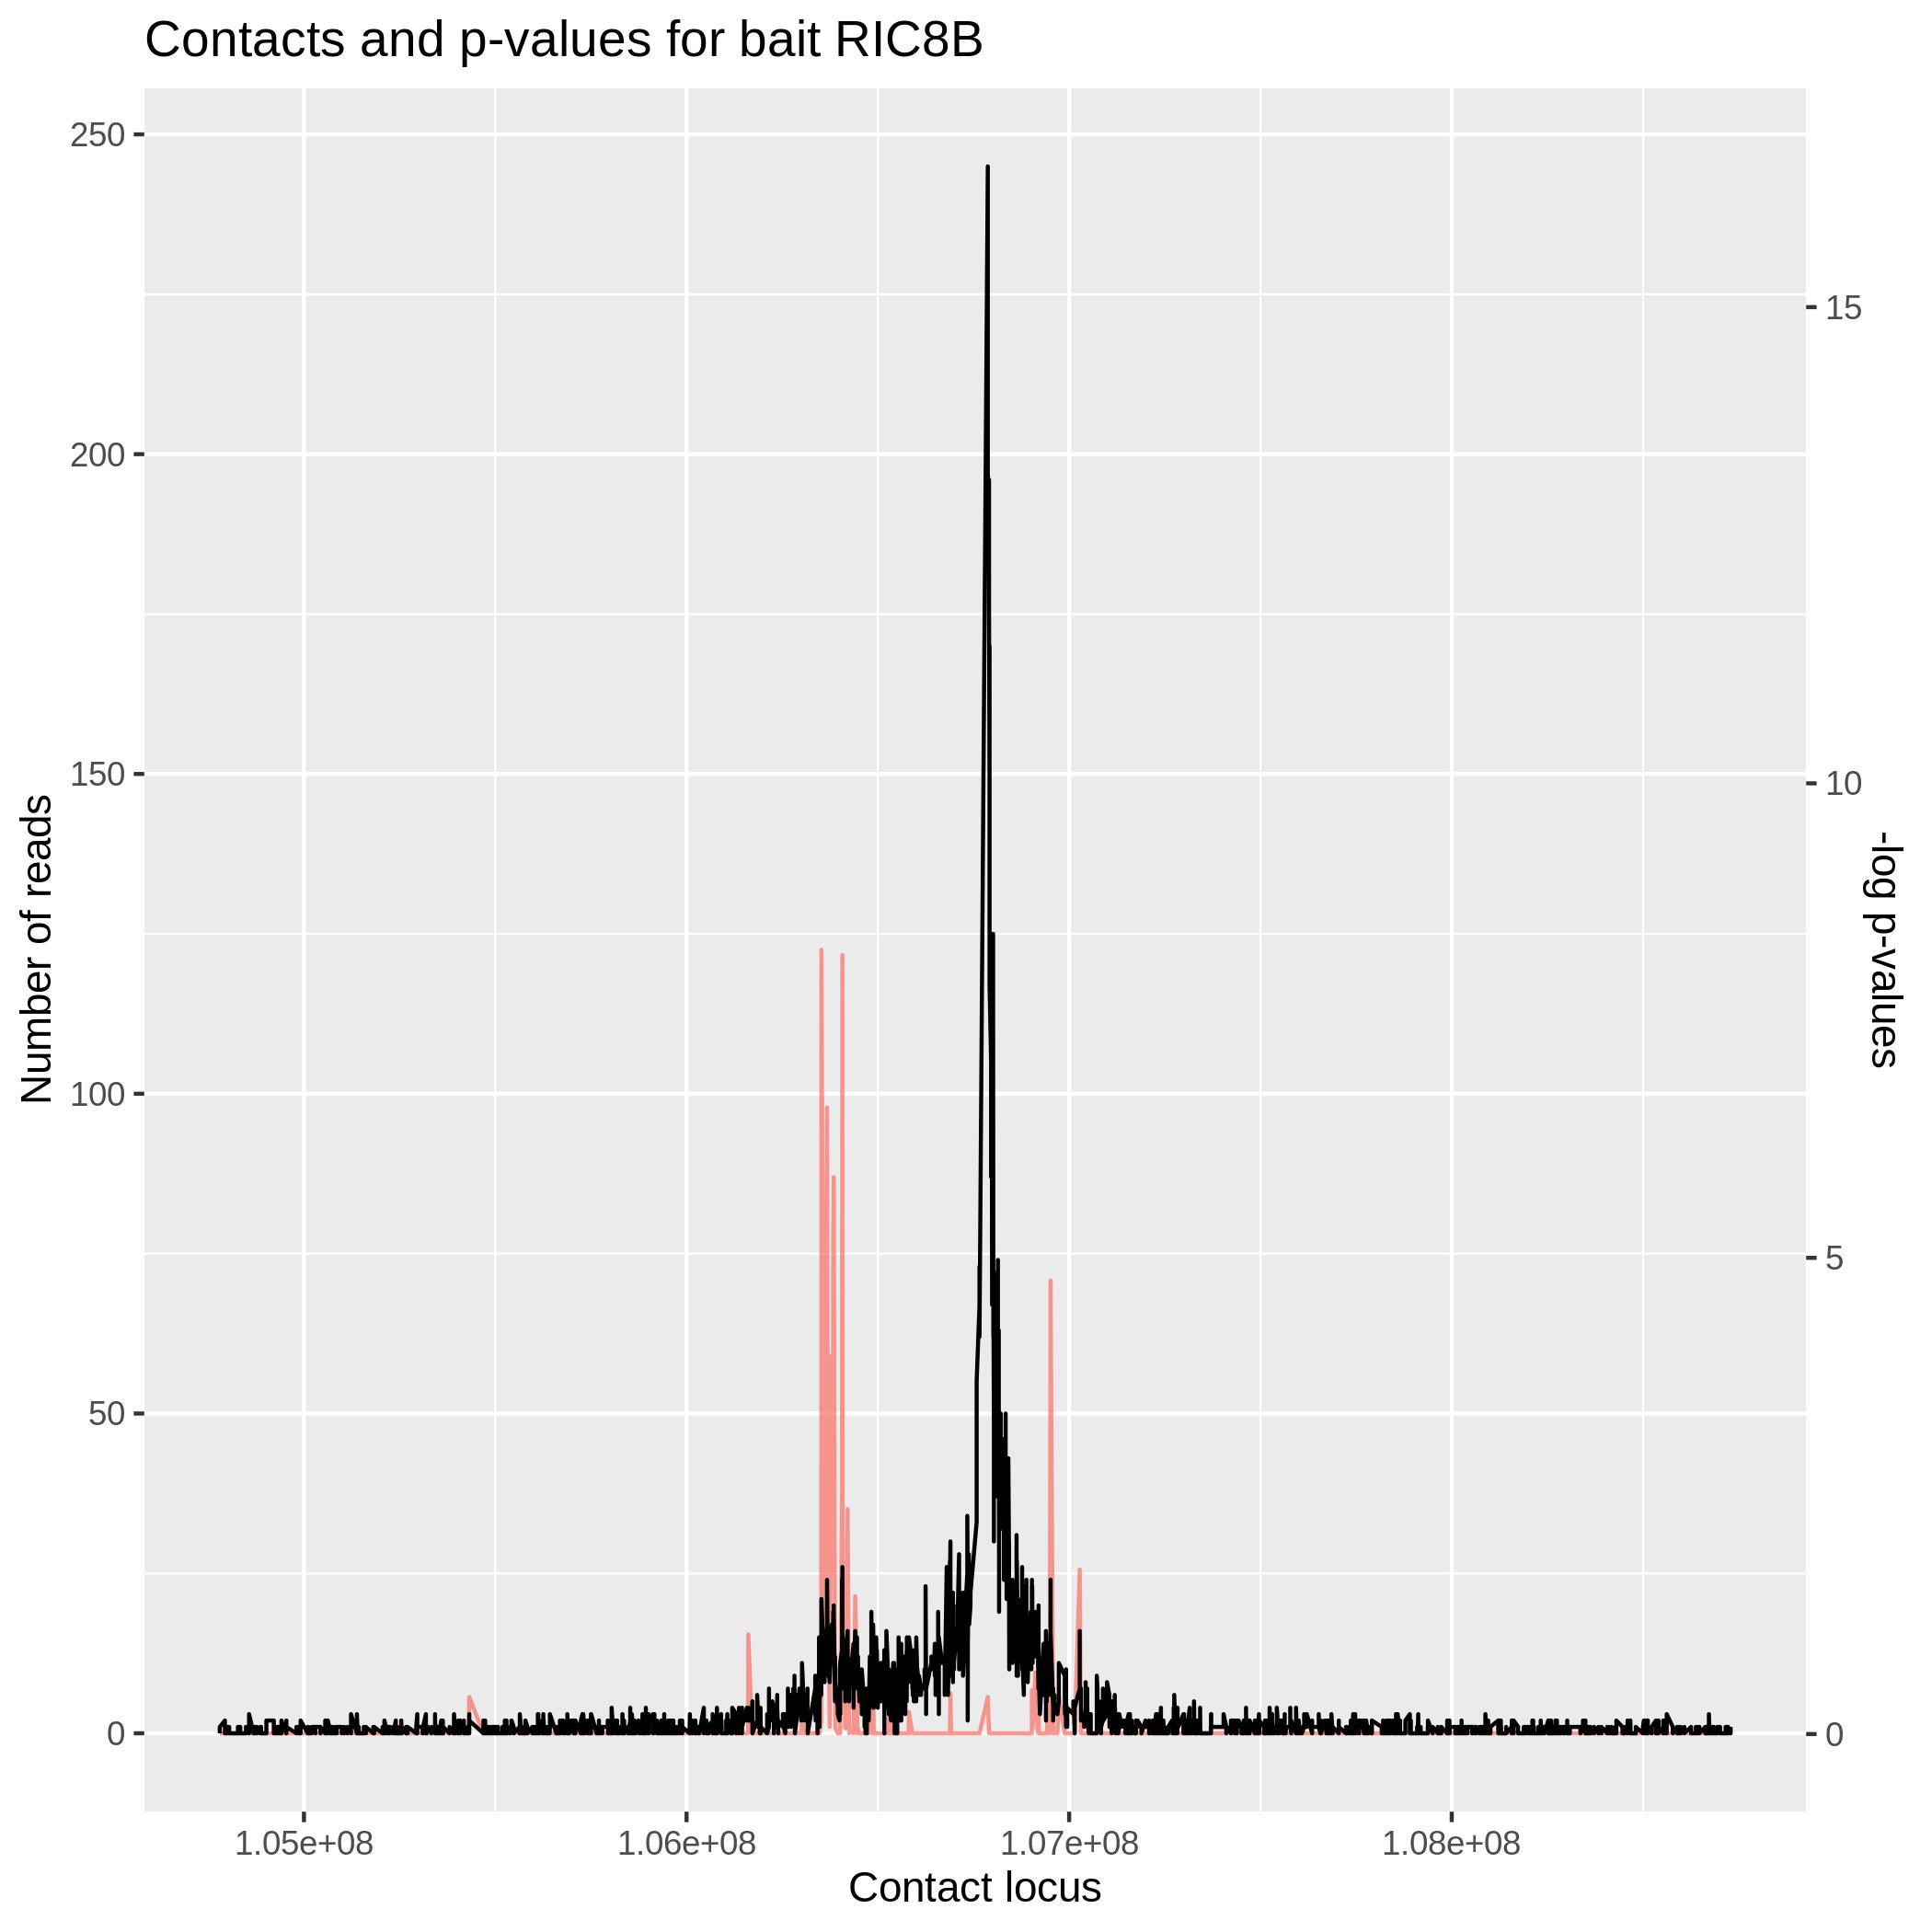 Contacts and p-values for bait RIC8B
250
200
150
100
50
0
Number of reads
15
10
5
0
-log p-values
1.05e+08
1.06e+08
1.07e+08
1.08e+08
Contact locus